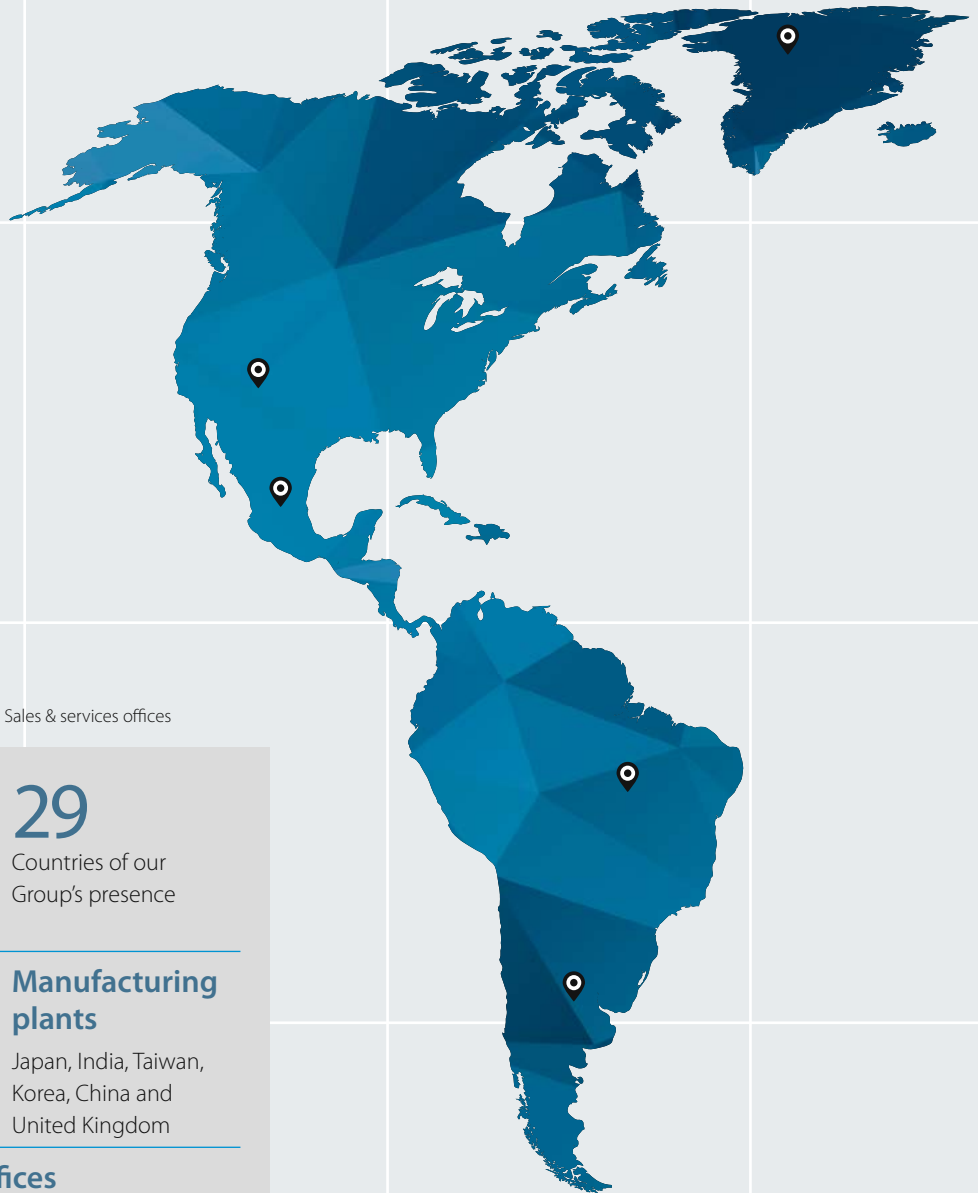 Sales & services offices
29
Countries of our
Group's presence
Manufacturing
plants
Japan, India, Taiwan,
Korea, China and
United Kingdom
fices